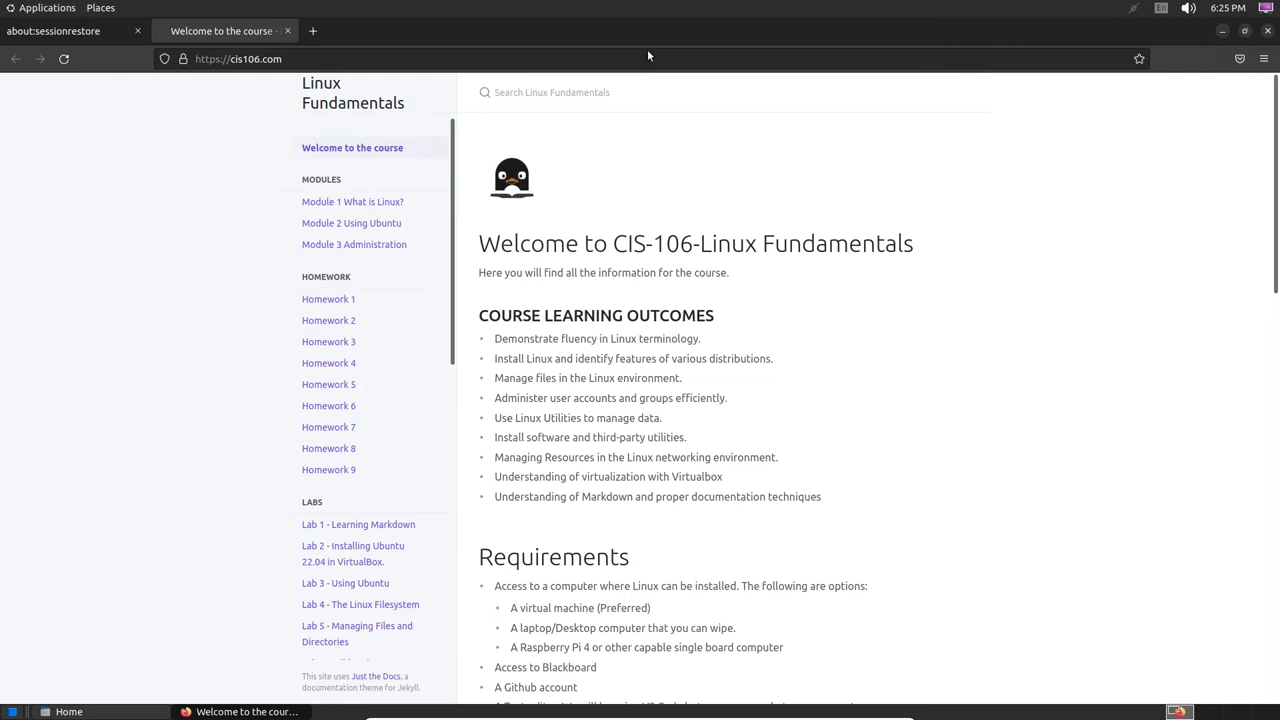 Applications Places En 6:25 PM
about:sessionrestore Welcome to the course -
https://cis106.com
Linux
Fundamentals
Welcome to the course
MODULES
Module 1 What is Linux?
Module 2 Using Ubuntu
Module 3 Administration
HOMEWORK
Homework 1
Homework 2
Homework 3
Homework 4
Homework 5
Homework 6
Homework 7
Homework 8
Homework 9
LABS
Lab 1 - Learning Markdown
Lab 2 - Installing Ubuntu
22.04 in VirtualBox.
Lab 3 - Using Ubuntu
Lab 4 - The Linux Filesystem
Lab 5 - Managing Files and
Directories
This site uses Just the Docs, a
documentation theme for Jekyll.
Search Linux Fundamentals
Welcome to CIS-106-Linux Fundamentals
Here you will find all the information for the course.
COURSE LEARNING OUTCOMES
Demonstrate fluency in Linux terminology.
Install Linux and identify features of various distributions.
Manage files in the Linux environment.
Administer user accounts and groups efficiently.
Use Linux Utilities to manage data.
Install software and third-party utilities.
Managing Resources in the Linux networking environment.
Understanding of virtualization with Virtualbox
Understanding of Markdown and proper documentation techniques
Requirements
Access to a computer where Linux can be installed. The following are options:
A virtual machine (Preferred)
A laptop/Desktop computer that you can wipe.
A Raspberry Pi 4 or other capable single board computer
Access to Blackboard
A Github account
Home Welcome to the cour...